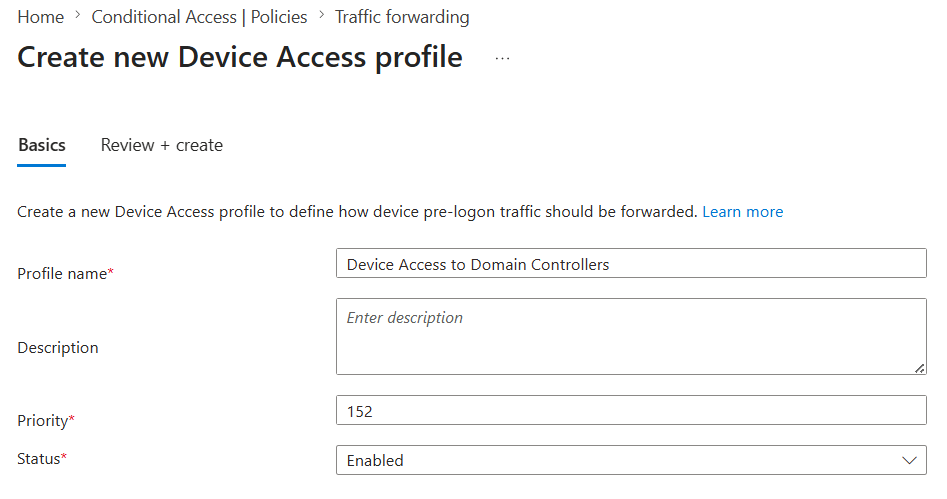 Home > Conditional Access | Policies > Traffic forwarding
Create new Device Access profile ...
Basics Review + create
Create a new Device Access profile to define how device pre-logon traffic should be forwarded. Learn more
Profile name* Device Access to Domain Controllers
Description Enter description
Priority* 152
Status* Enabled